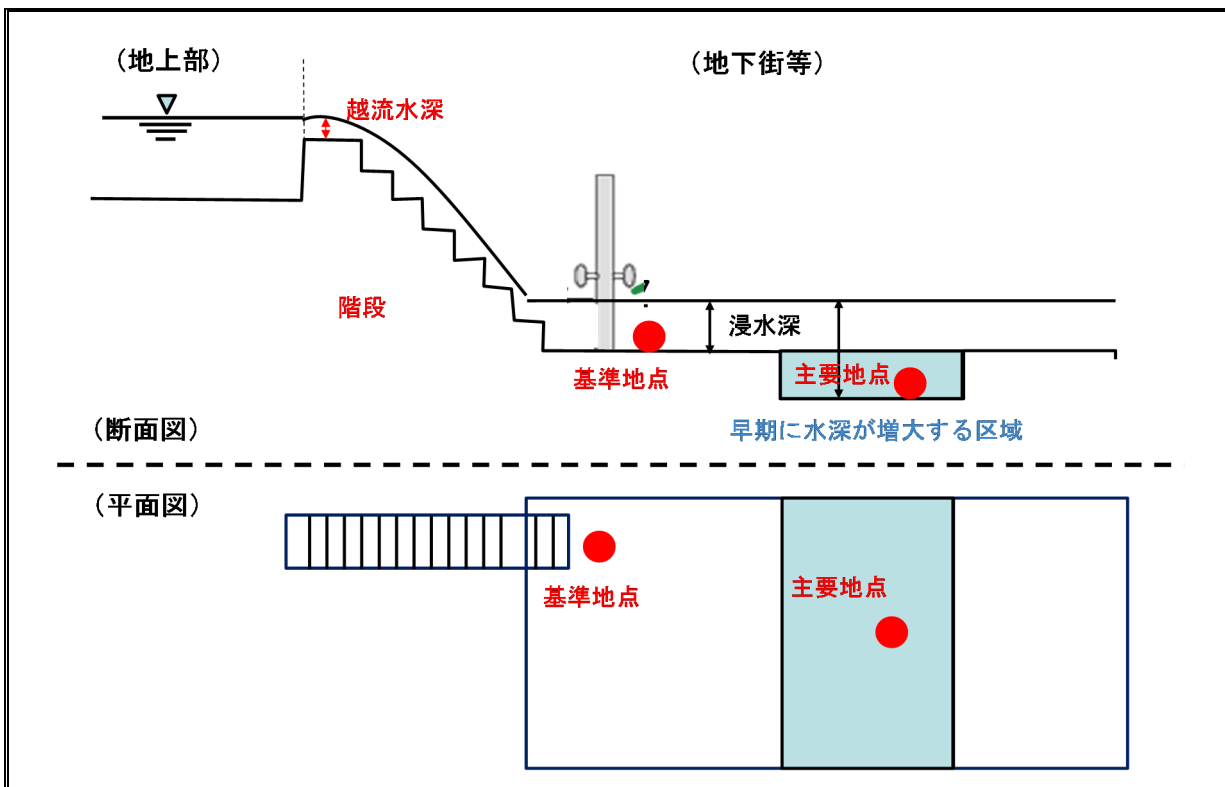 （地上部）
（地下街等）
越流水深
階段
浸水深
基準地点
主要地点
（断面図）
早期に水深が増大する区域
（平面図）
基準地点
主要地点